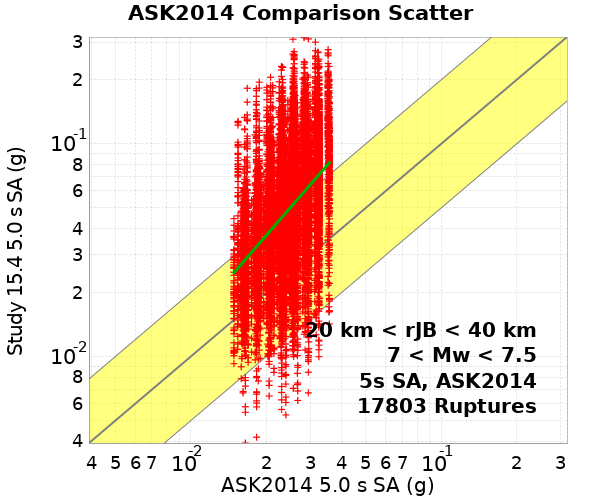 ASK2014 Comparison Scatter
Study 15.4 5.0 s SA (g)
3
2
10-1
8
6
4
3
2
10-2
8
6
4
20 km < rJB < 40 km
7 < Mw < 7.5
5s SA, ASK2014
17803 Ruptures
4 5 6 7 10-2 2 3 4 5 6 7 10-1 2 3
ASK2014 5.0 s SA (g)